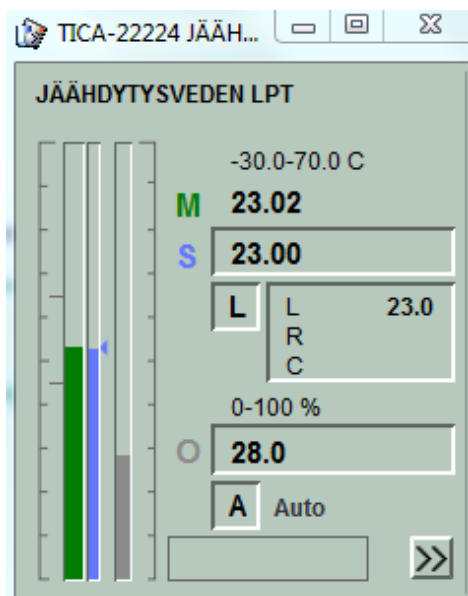 TICA-22224 JÄÄH...
JÄÄHDYTYSVEDEN LPT
-30.0-70.0 C
M 23.02
S 23.00
L L 23.0
R
C
0-100 %
O 28.0
A Auto
>>